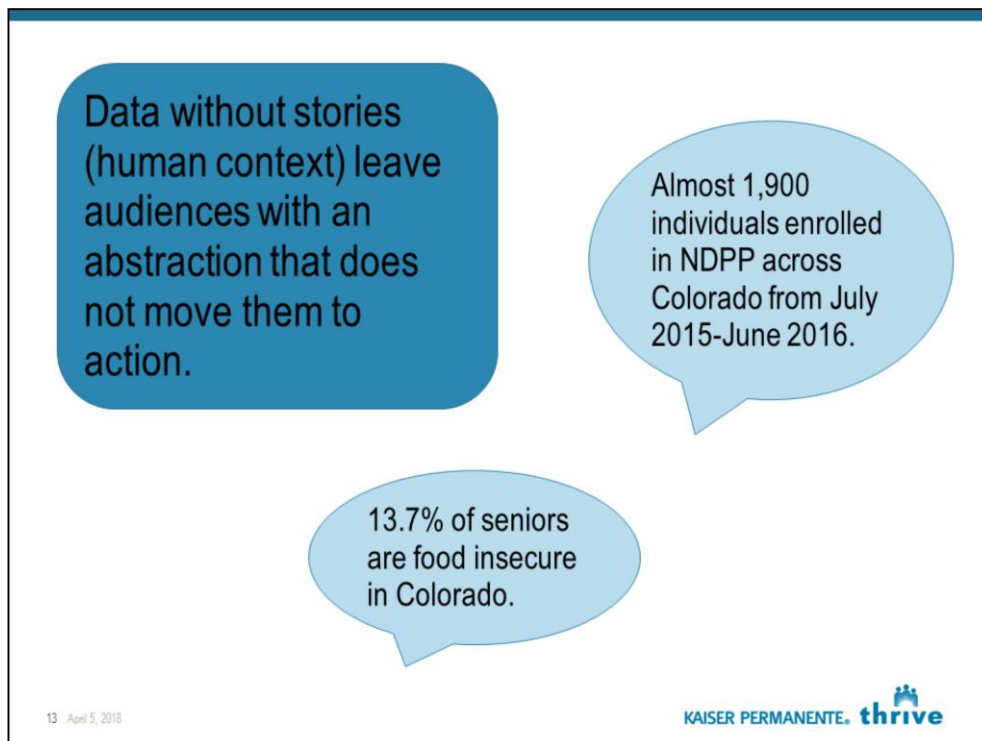 Data without stories
(human context) leave
audiences with an
abstraction that does
not move them to
action.
Almost 1,900
individuals enrolled
in NDPP across
Colorado from July
2015-June 2016.
13.7% of seniors
are food insecure
in Colorado.
13 April 5, 2018
KAISER PERMANENTE® thrive